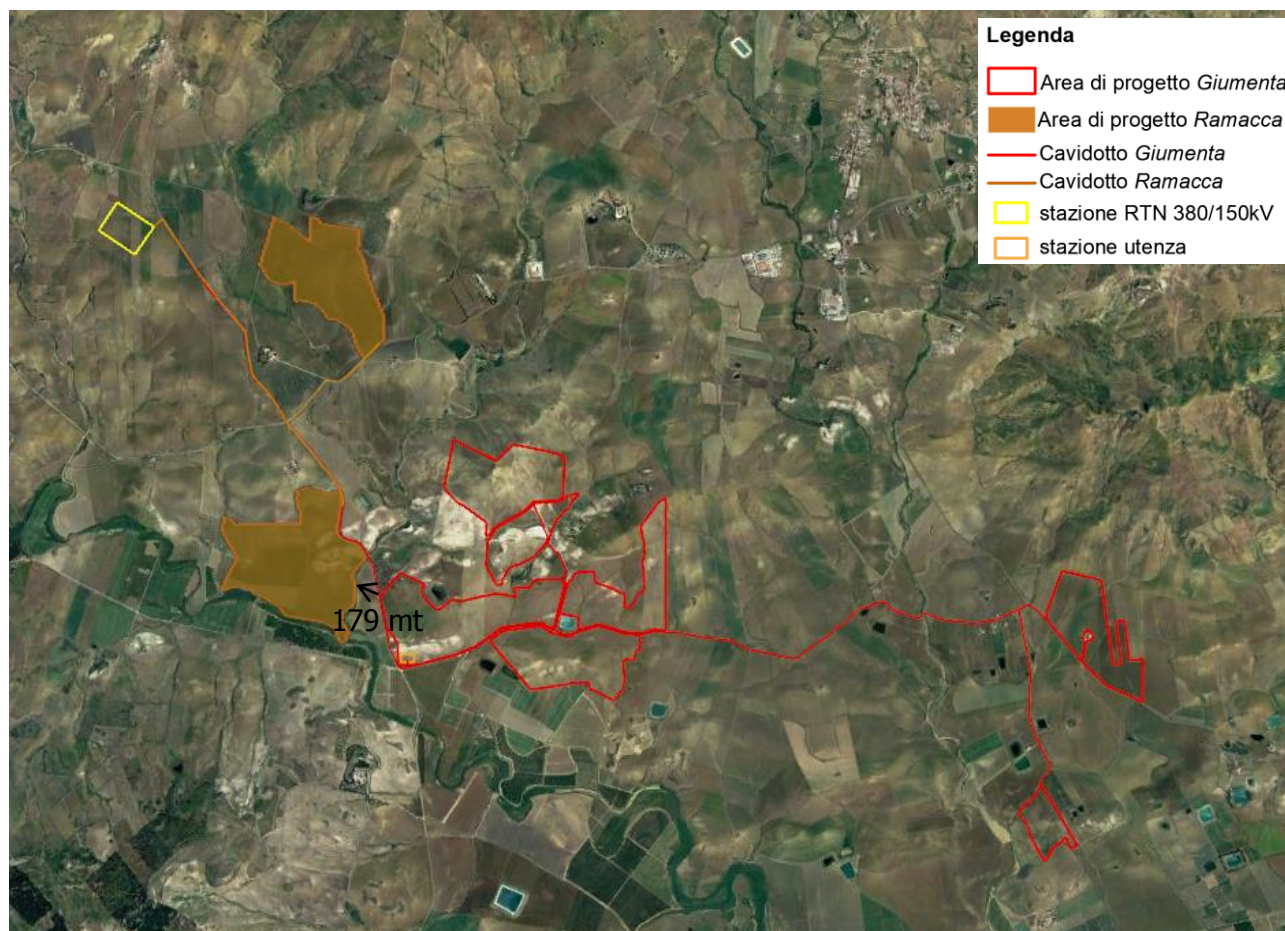 Legenda
Area di progetto Giumenta
Area di progetto Ramacca
Cavidotto Giumenta
Cavidotto Ramacca
stazione RTN 380/150kV
stazione utenza
179 mt